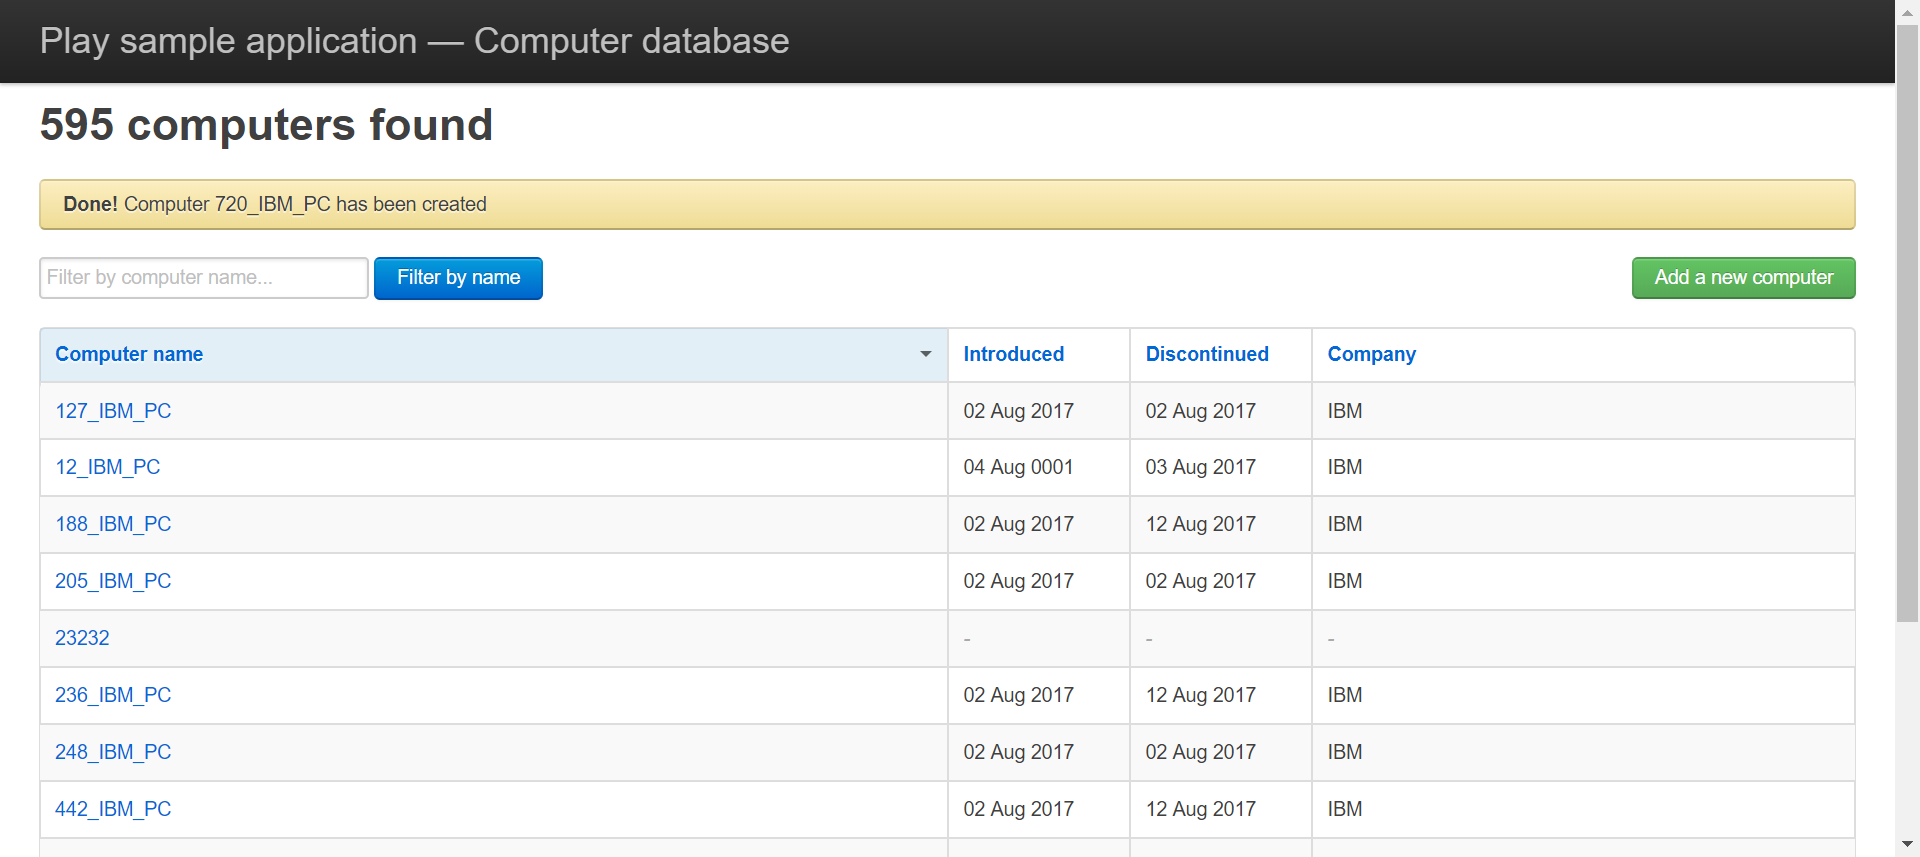 Play sample application — Computer database
595 computers found
Done! Computer 720_IBM_PC has been created
Filter by computer name... Filter by name Add a new computer
Computer name Introduced Discontinued Company
127_IBM_PC 02 Aug 2017 02 Aug 2017 IBM
12_IBM_PC 04 Aug 0001 03 Aug 2017 IBM
188_IBM_PC 02 Aug 2017 12 Aug 2017 IBM
205_IBM_PC 02 Aug 2017 02 Aug 2017 IBM
23232 - - -
236_IBM_PC 02 Aug 2017 12 Aug 2017 IBM
248_IBM_PC 02 Aug 2017 02 Aug 2017 IBM
442_IBM_PC 02 Aug 2017 12 Aug 2017 IBM